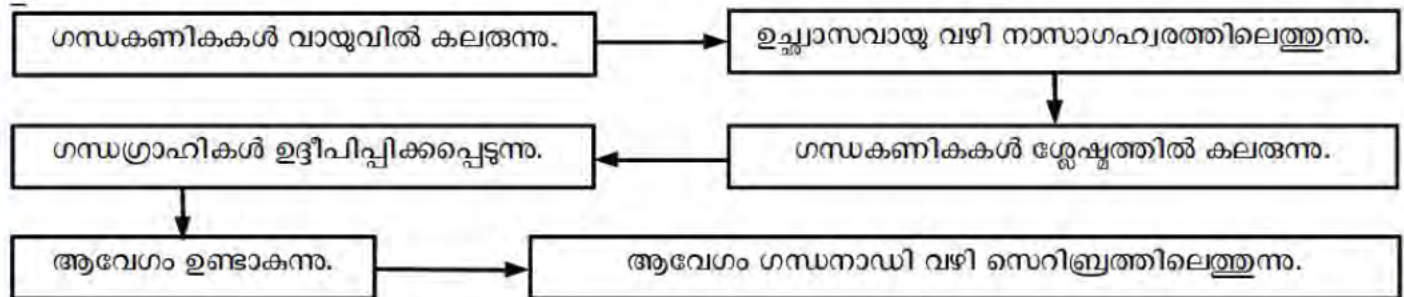 ഗന്ധകണികകൾ വായുവിൽ കലരുന്നു.
ഉച്ഛ്വാസവായു വഴി നാസാഗഹ്വരത്തിലെത്തുന്നു.
ഗന്ധകണികകൾ ശ്ലേഷ്മത്തിൽ കലരുന്നു.
ഗന്ധഗ്രാഹികൾ ഉദ്ദീപിപ്പിക്കപ്പെടുന്നു.
ആവേഗം ഉണ്ടാകുന്നു.
ആവേഗം ഗന്ധനാഡി വഴി സെറിബ്രത്തിലെത്തുന്നു.